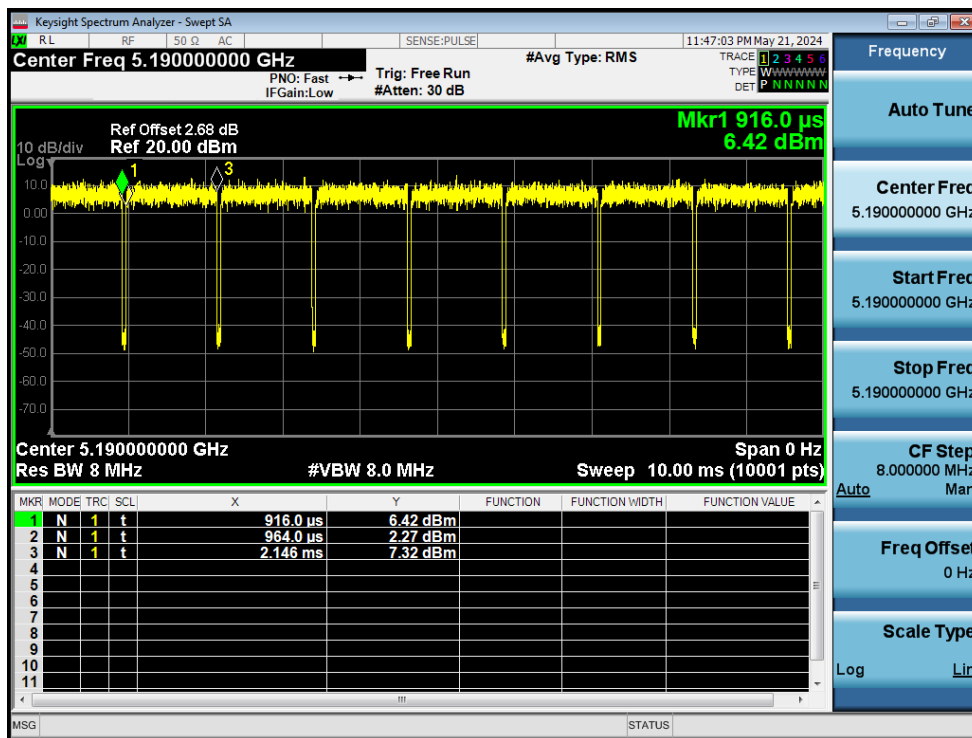 Keysight Spectrum Analyzer - Swept SA
LXI RL RF 50 Ω AC SENSE:PULSE 11:47:03 PM May 21, 2024
Center Freq 5.190000000 GHz #Avg Type: RMS TRACE 1 2 3 4 5 6
PNO: Fast Trig: Free Run TYPE WWWWWW
IFGain:Low #Atten: 30 dB DET P N N N N N
Mkr1 916.0 µs
Ref Offset 2.68 dB
10 dB/div Ref 20.00 dBm 6.42 dBm
Log
1 3
10.0
0.00
-10.0
-20.0
-30.0
-40.0
-50.0
-60.0
-70.0
Center 5.190000000 GHz Span 0 Hz
Res BW 8 MHz #VBW 8.0 MHz Sweep 10.00 ms (10001 pts)
MKR MODE TRC SCL X Y FUNCTION FUNCTION WIDTH FUNCTION VALUE
1 N 1 t 916.0 µs 6.42 dBm
2 N 1 t 964.0 µs 2.27 dBm
3 N 1 t 2.146 ms 7.32 dBm
4
5
6
7
8
9
10
11
MSG STATUS
Frequency
Auto Tune
Center Freq
5.190000000 GHz
Start Freq
5.190000000 GHz
Stop Freq
5.190000000 GHz
CF Step
8.000000 MHz
Auto Man
Freq Offset
0 Hz
Scale Type
Log Lin